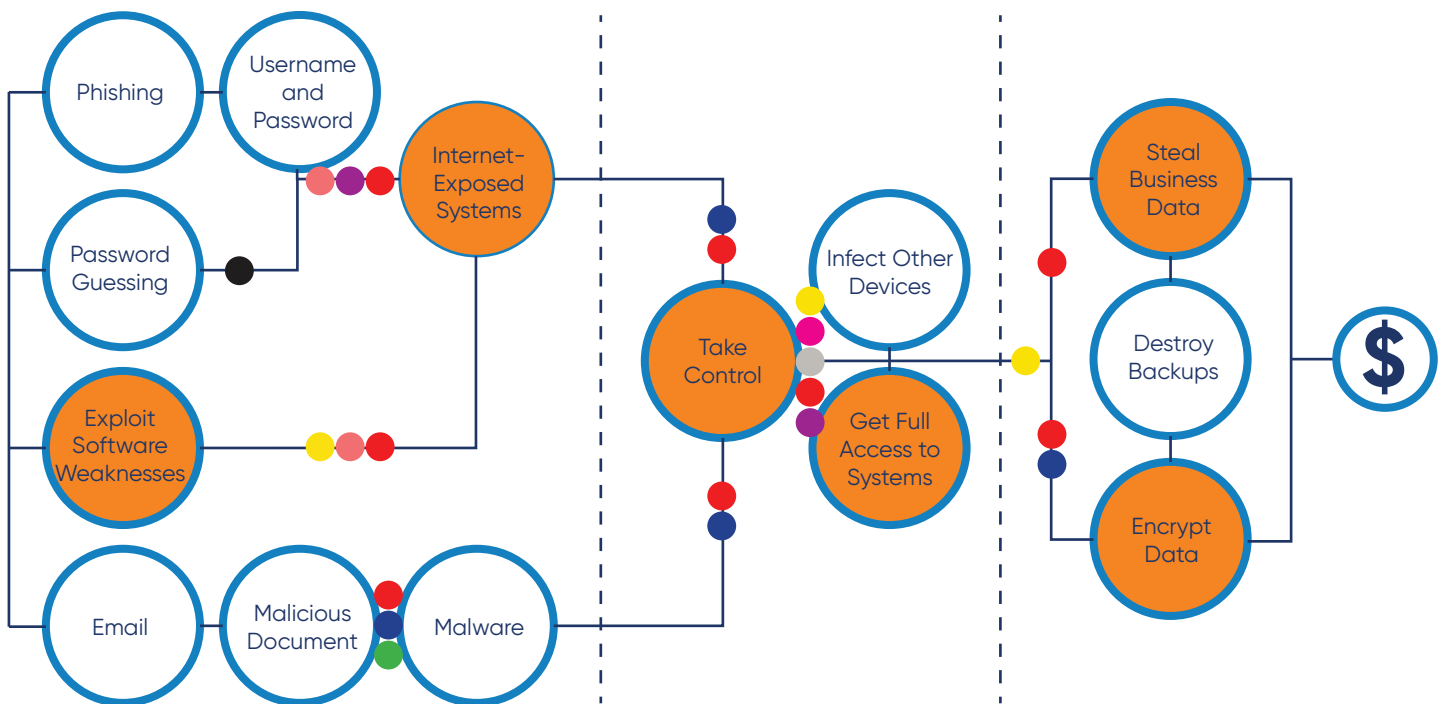 Phishing
Username
and
Password
Internet-
Exposed
Systems
Password
Guessing
Exploit
Software
Weaknesses
Email
Malicious
Document
Malware
Take
Control
Infect Other
Devices
Get Full
Access to
Systems
Steal
Business
Data
Destroy
Backups
Encrypt
Data
$